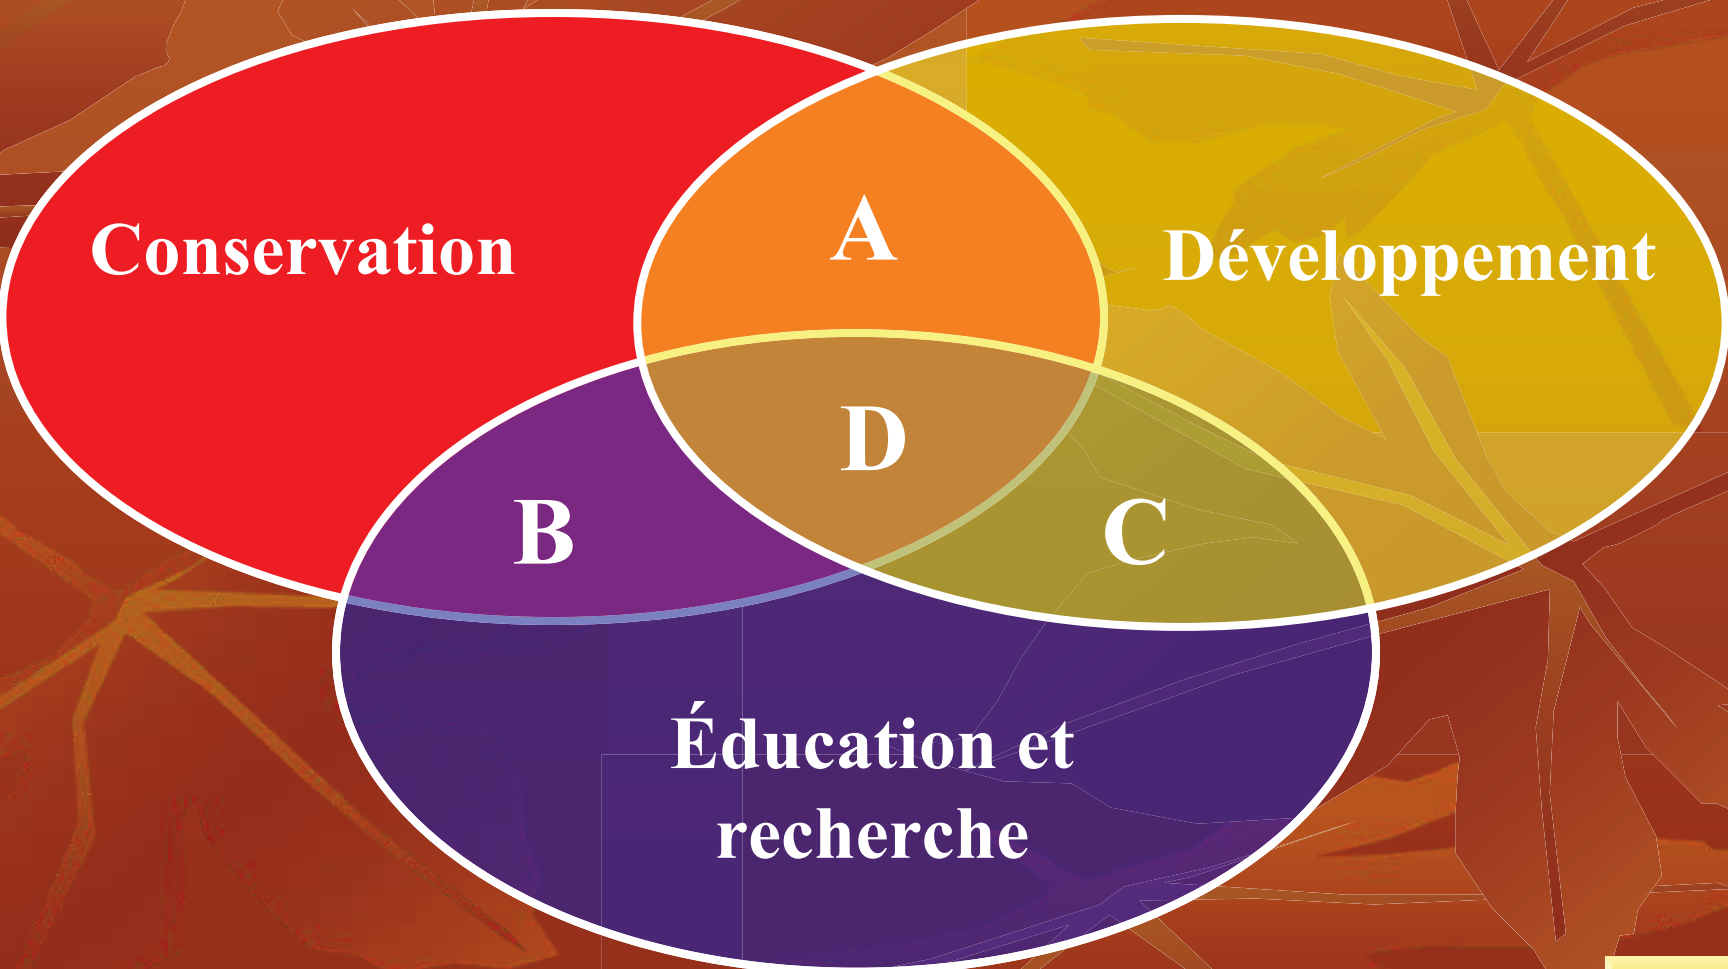 Conservation
A
Développement
D
B
C
Éducation et
recherche